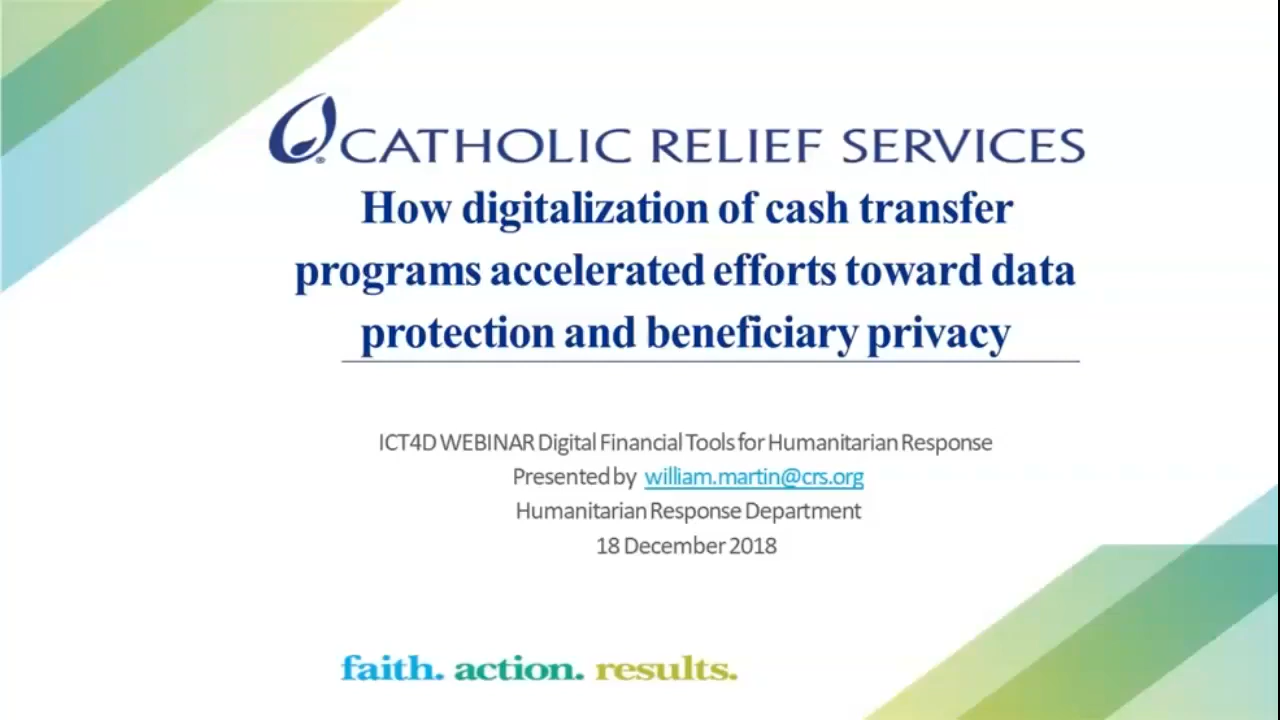 CATHOLIC RELIEF SERVICES
How digitalization of cash transfer
programs accelerated efforts toward data
protection and beneficiary privacy
ICT4D WEBINAR Digital Financial Tools for Humanitarian Response
Presented by william.martin@crs.org
Humanitarian Response Department
18 December 2018
faith. action. results.